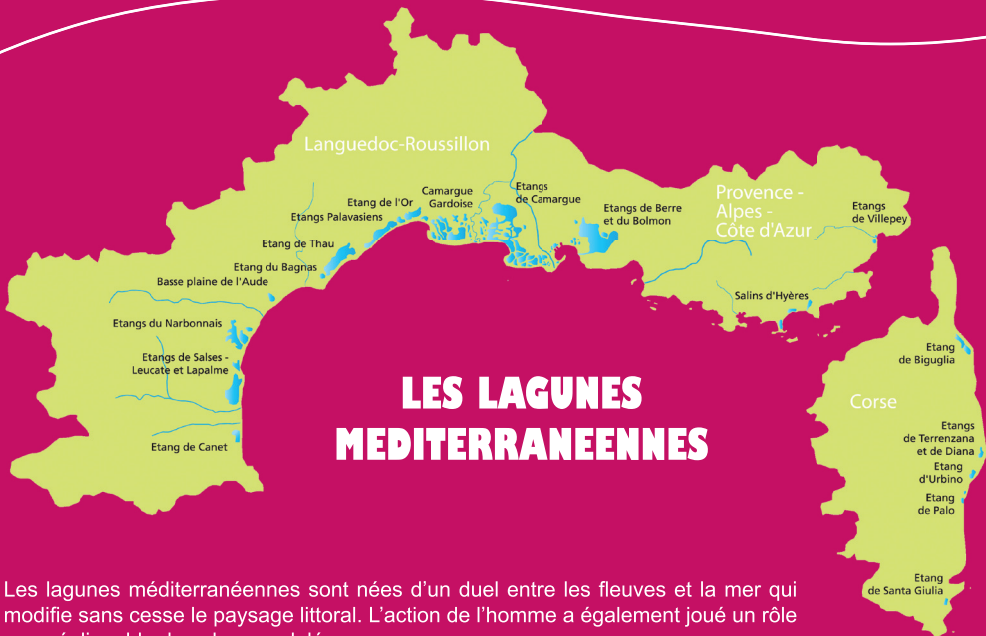 Languedoc-Roussillon
Camargue
Gardoise
Etangs
de Camargue
Etang de l'Or
Etangs Palavasiens
Etangs de Berre
et du Bolmon
Provence -
Alpes -
Côte d'Azur
Etangs
de Villepey
Etang de Thau
Etang du Bagnas
Basse plaine de l'Aude
Salins d'Hyères
Etangs du Narbonnais
Etangs de Salses -
Leucate et Lapalme
Etang de Canet
LES LAGUNES
MEDITERRANEENNES
Etang
de Biguglia
Corse
Etangs
de Terrenzana
et de Diana
Etang
d'Urbino
Etang
de Palo
Etang
de Santa Giulia
Les lagunes méditerranéennes sont nées d'un duel entre les fleuves et la mer qui
modifie sans cesse le paysage littoral. L'action de l'homme a également joué un rôle